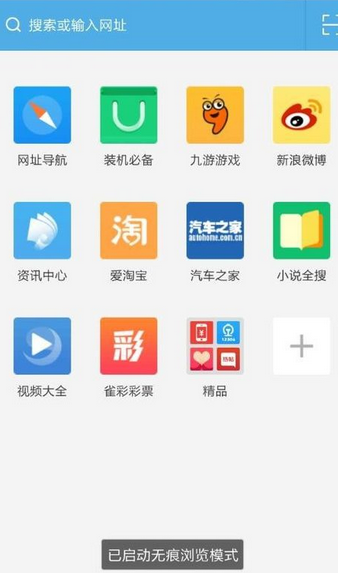 搜索或输入网址
网址导航
装机必备
九游游戏
新浪微博
淘
汽车之家
autohome.com.cn
资讯中心
爱淘宝
汽车之家
小说全搜
彩
12306
热帖
视频大全
雀彩彩票
精品
已启动无痕浏览模式